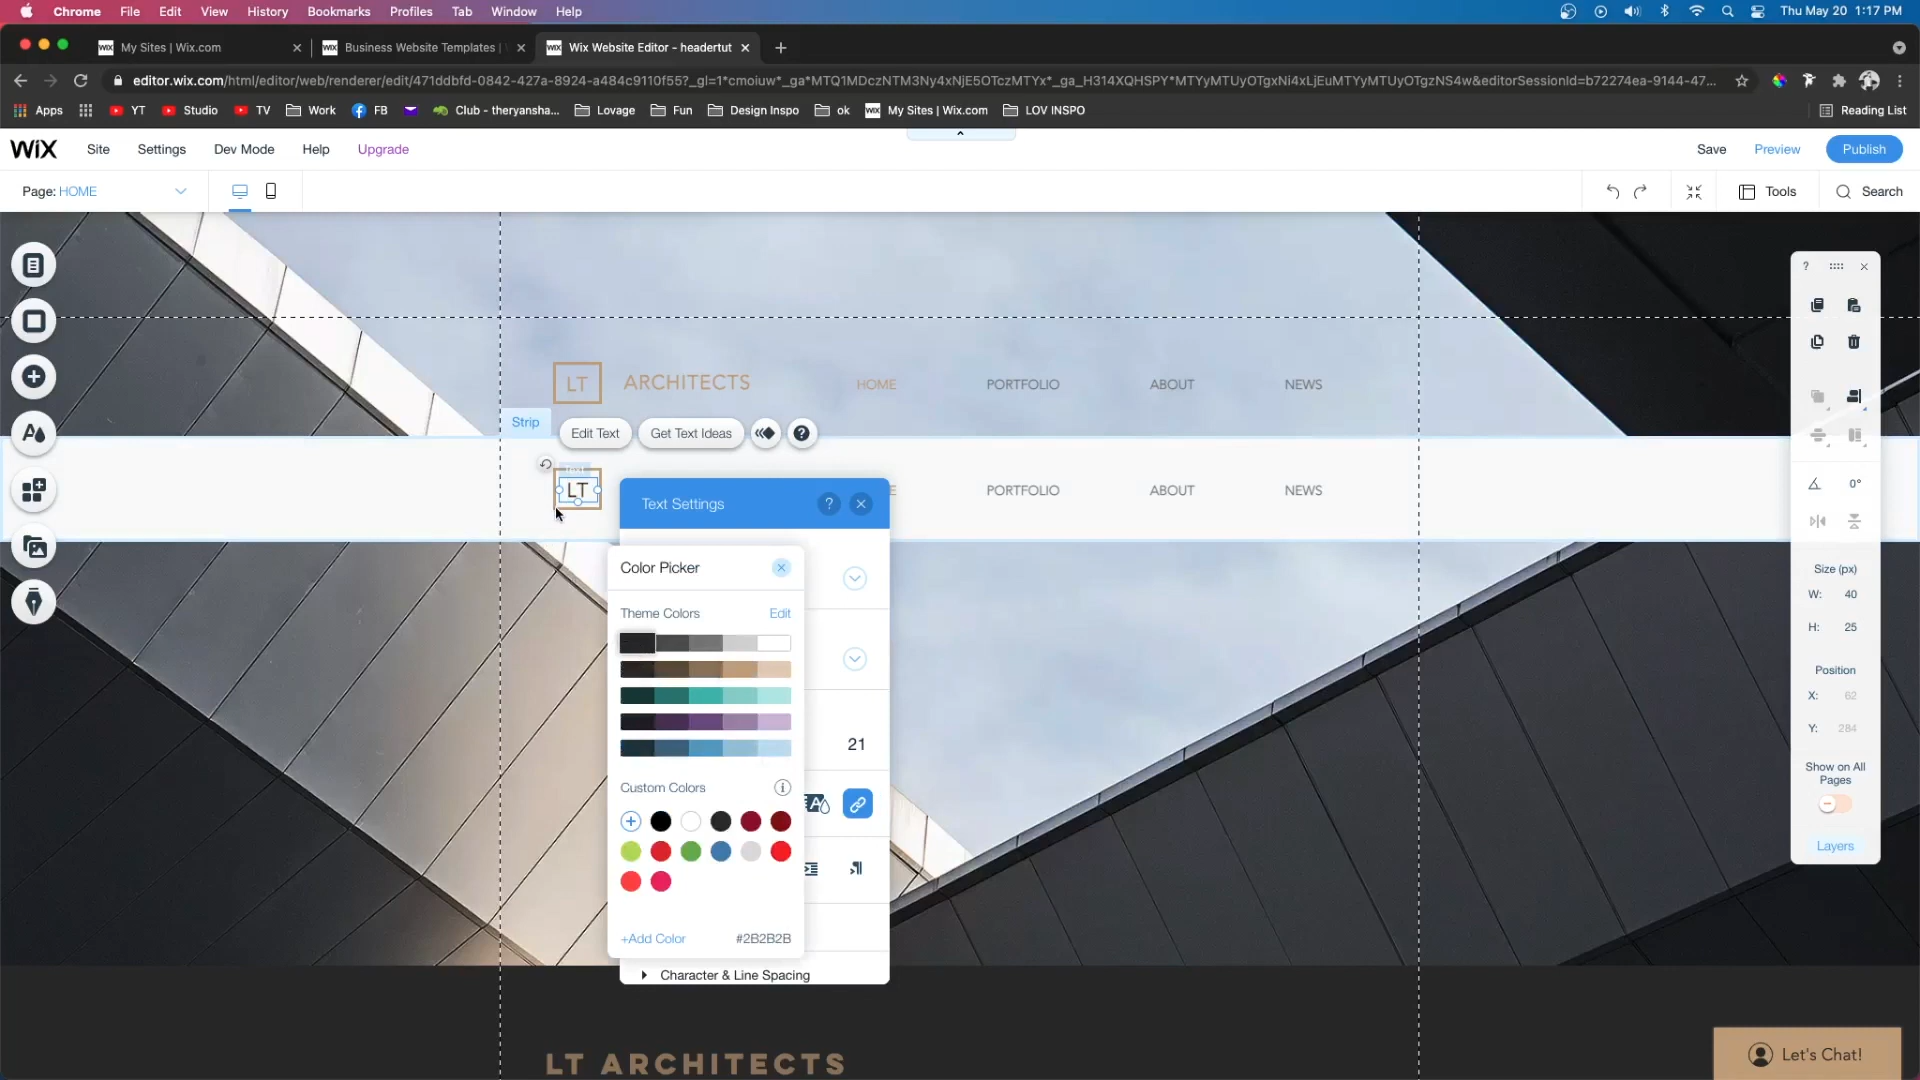 Chrome File Edit View History Bookmarks Profiles Tab Window Help Thu May 20 1:17 PM
My Sites | Wix.com Business Website Templates | Wix Website Editor - headertut
editor.wix.com/html/editor/web/renderer/edit/471ddbfd-0842-427a-8924-a484c9110f55?_gl=1*cmoiuw*_ga*MTQ1MDczNTM3Ny4xNjE5OTczMTYx*_ga_H314XQHSPY*MTYyMTUyOTgxNi4xLjEuMTYyMTUyOTgzNS4w&editorSessionId=b72274ea-9144-47...
Apps YT Studio TV Work FB Club - theryansha... Lovage Fun Design Inspo ok My Sites | Wix.com LOV INSPO Reading List
WiX Site Settings Dev Mode Help Upgrade Save Preview Publish
Page: HOME Tools Search
LT ARCHITECTS HOME PORTFOLIO ABOUT NEWS
Strip Edit Text Get Text Ideas ?
Text
LT E PORTFOLIO ABOUT NEWS
Text Settings ?
Color Picker
Theme Colors Edit
21
Custom Colors
+Add Color #2B2B2B
Character & Line Spacing
?
0°
Size (px)
W: 40
H: 25
Position
X: 62
Y: 284
Show on All
Pages
Layers
LT ARCHITECTS
Let's Chat!